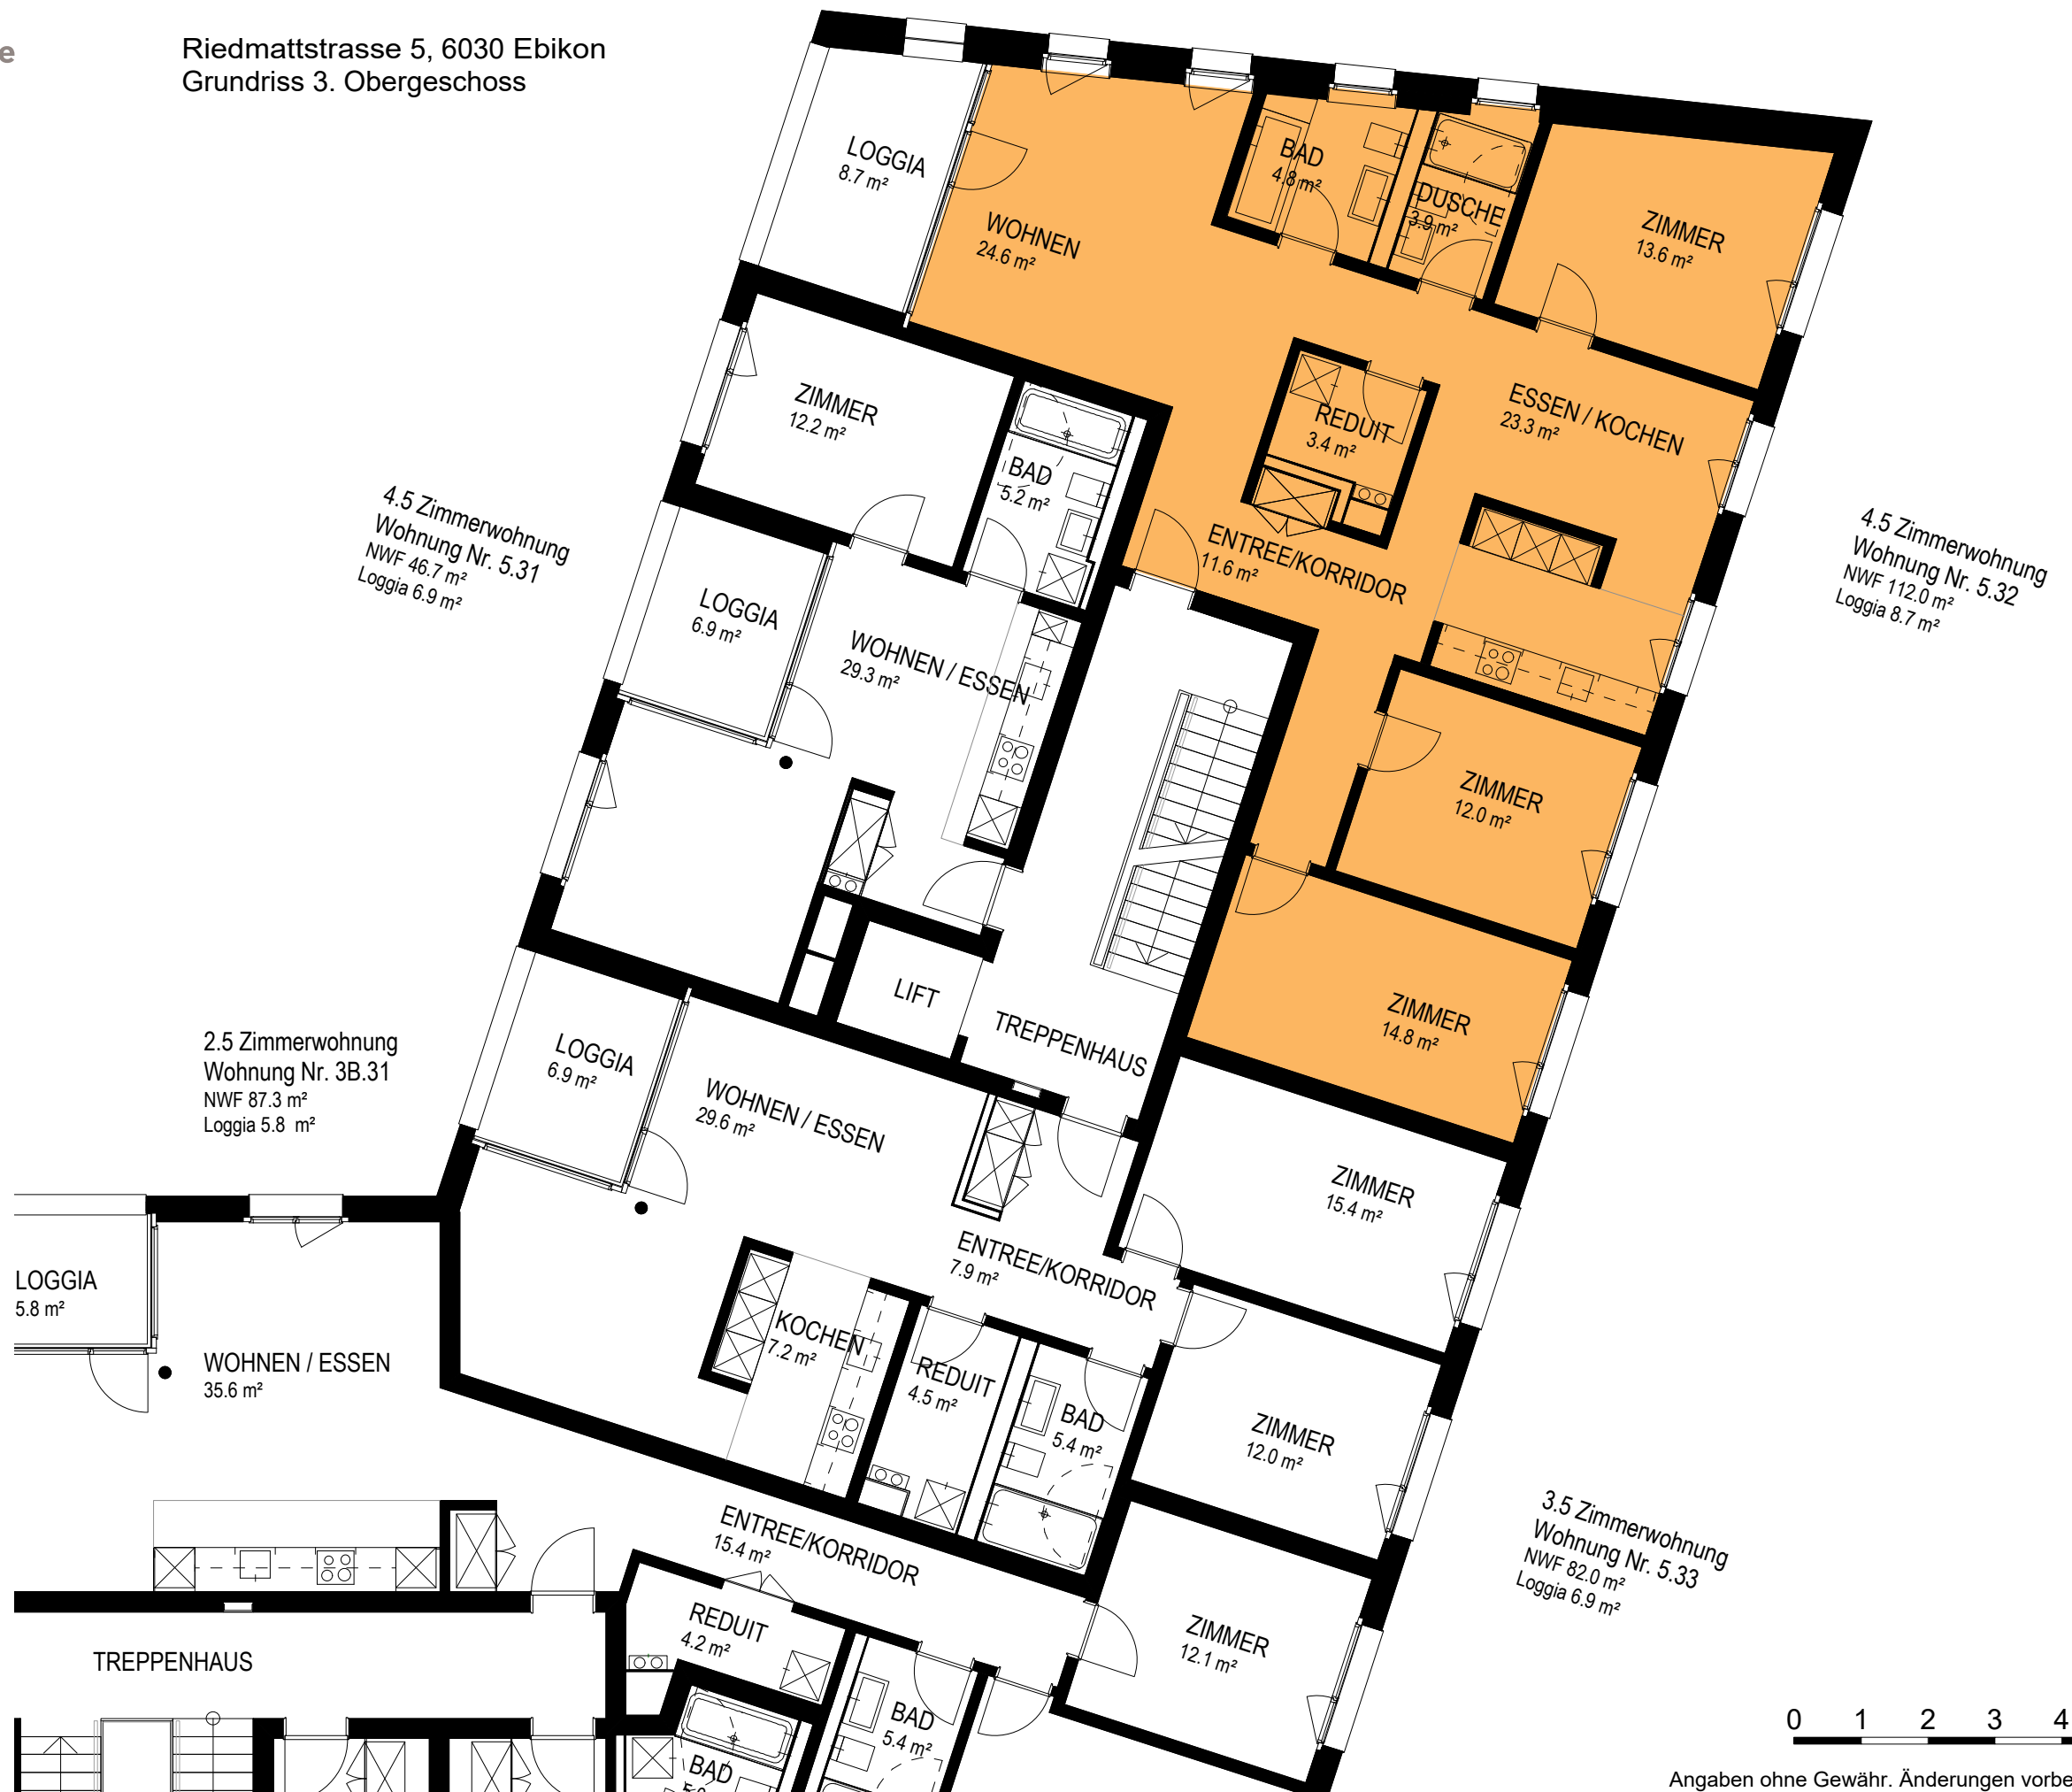 e
Riedmattstrasse 5, 6030 Ebikon
Grundriss 3. Obergeschoss
LOGGIA
8.7 m²
WOHNEN
24.6 m²
BAD
4.8 m²
DUSCHE
3.9 m²
ZIMMER
13.6 m²
ZIMMER
12.2 m²
BAD
5.2 m²
REDUIT
3.4 m²
ESSEN / KOCHEN
23.3 m²
4.5 Zimmerwohnung
Wohnung Nr. 5.31
NWF 46.7 m²
Loggia 6.9 m²
ENTREE/KORRIDOR
11.6 m²
4.5 Zimmerwohnung
Wohnung Nr. 5.32
NWF 112.0 m²
Loggia 8.7 m²
LOGGIA
6.9 m²
WOHNEN / ESSEN
29.3 m²
ZIMMER
12.0 m²
LIFT
TREPPENHAUS
ZIMMER
14.8 m²
2.5 Zimmerwohnung
Wohnung Nr. 3B.31
NWF 87.3 m²
Loggia 5.8 m²
LOGGIA
6.9 m²
WOHNEN / ESSEN
29.6 m²
ZIMMER
15.4 m²
ENTREE/KORRIDOR
7.9 m²
LOGGIA
5.8 m²
WOHNEN / ESSEN
35.6 m²
KOCHEN
7.2 m²
REDUIT
4.5 m²
BAD
5.4 m²
ZIMMER
12.0 m²
3.5 Zimmerwohnung
Wohnung Nr. 5.33
NWF 82.0 m²
Loggia 6.9 m²
ENTREE/KORRIDOR
15.4 m²
REDUIT
4.2 m²
ZIMMER
12.1 m²
TREPPENHAUS
BAD
5.4 m²
BAD
0 1 2 3 4
Angaben ohne Gewähr. Änderungen vorbe